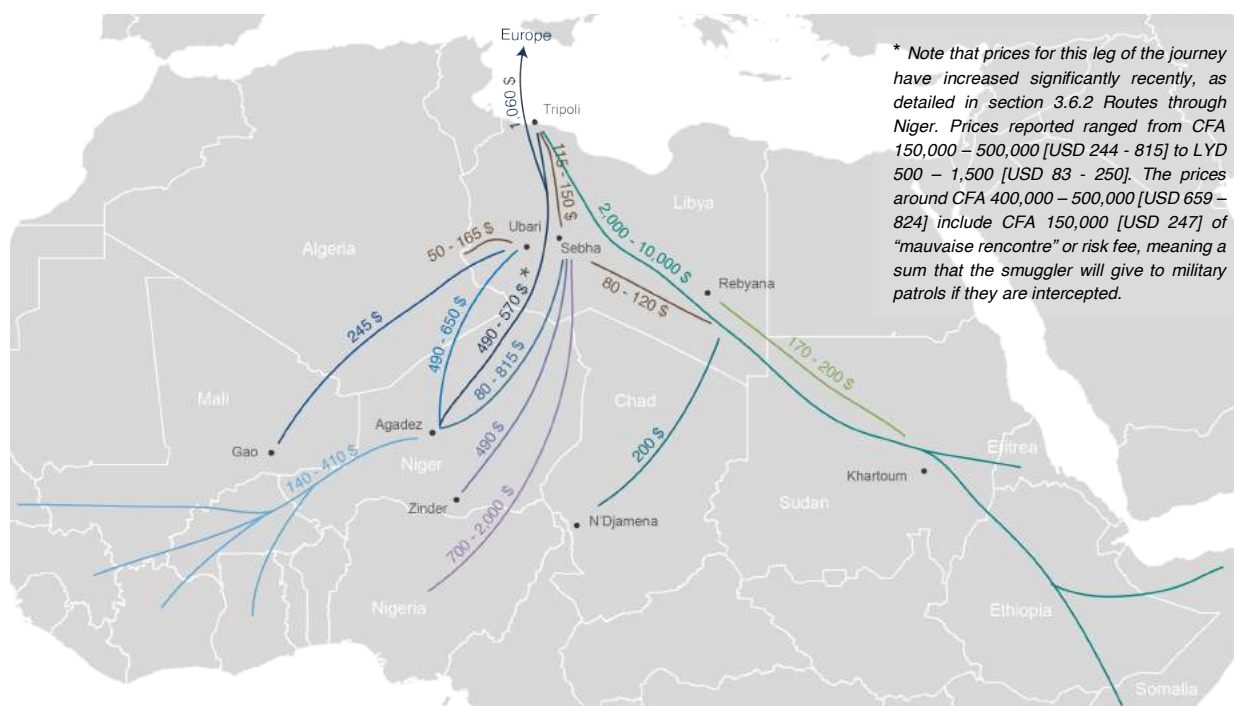 Europe
* Note that prices for this leg of the journey
have increased significantly recently, as
detailed in section 3.6.2 Routes through
Niger. Prices reported ranged from CFA
150,000 – 500,000 [USD 244 - 815] to LYD
500 – 1,500 [USD 83 - 250]. The prices
around CFA 400,000 – 500,000 [USD 659 –
824] include CFA 150,000 [USD 247] of
“mauvaise rencontre” or risk fee, meaning a
sum that the smuggler will give to military
patrols if they are intercepted.
1,060 $
Tripoli
115 - 150 $
Libya
Algeria
50 - 165 $
Ubari
Sebha
2,000 - 10,000 $
Rebyana
80 - 120 $
245 $
490 - 650 $
490 - 570 $ *
80 - 815 $
170 - 200 $
Mali
Chad
Agadez
Gao
Niger
490 $
200 $
Eritrea
140 - 410 $
Khartoum
Zinder
Sudan
N'Djamena
700 - 2,000 $
Nigeria
Ethiopia
Somalia